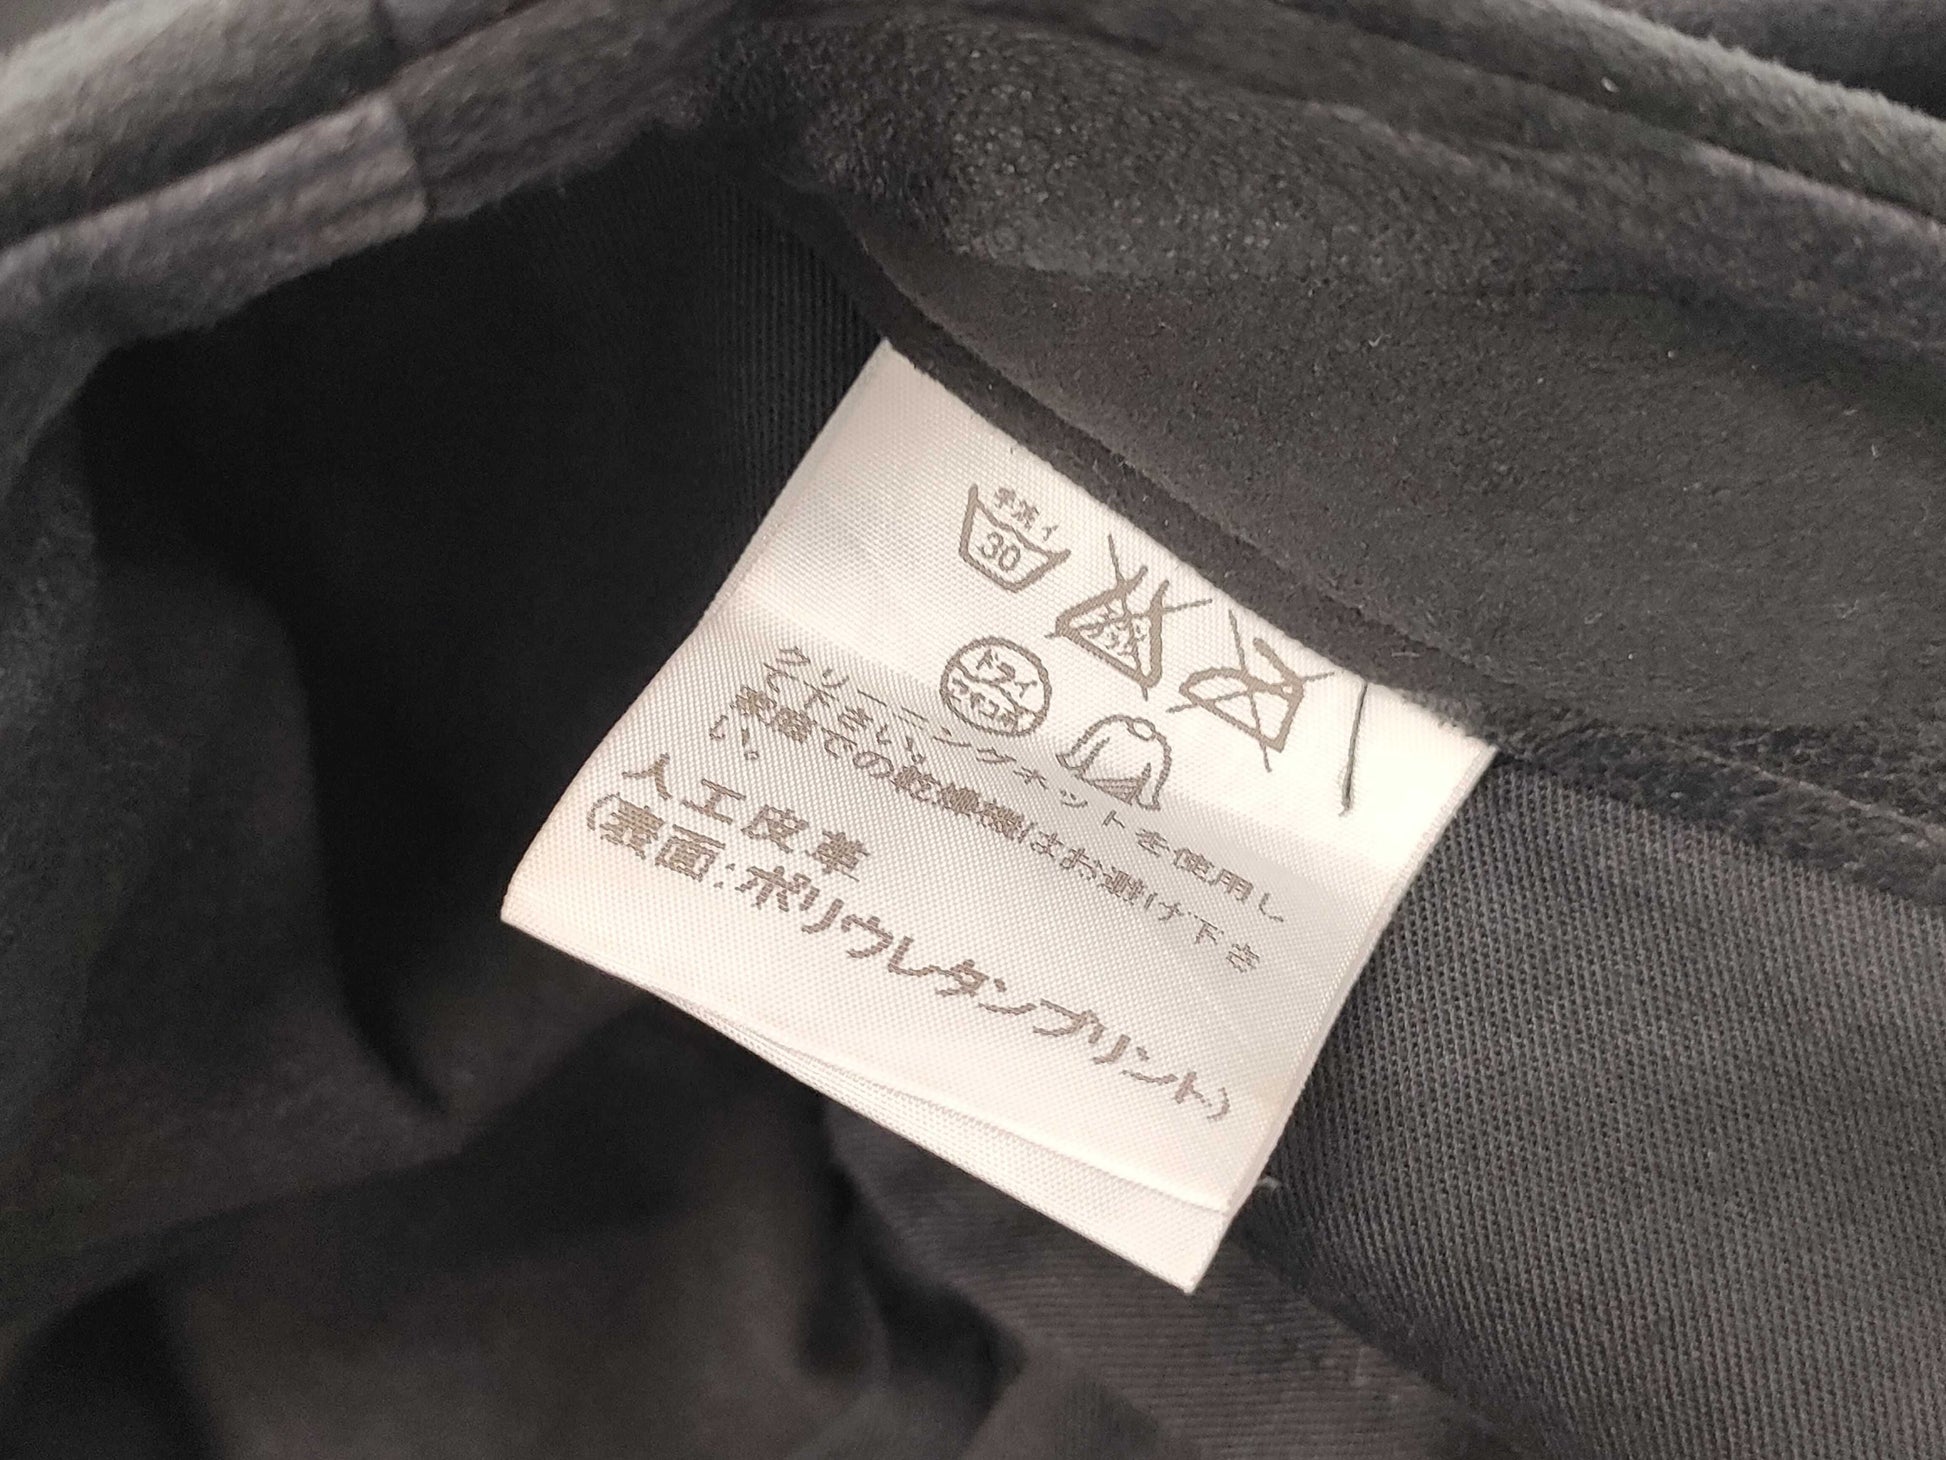 手洗イ
30
ドライ
クリーニングネットを使用し
て下さい。
家庭での乾燥機はお避け下さ
い。
人工皮革
(表面:ポリウレタンプリント)